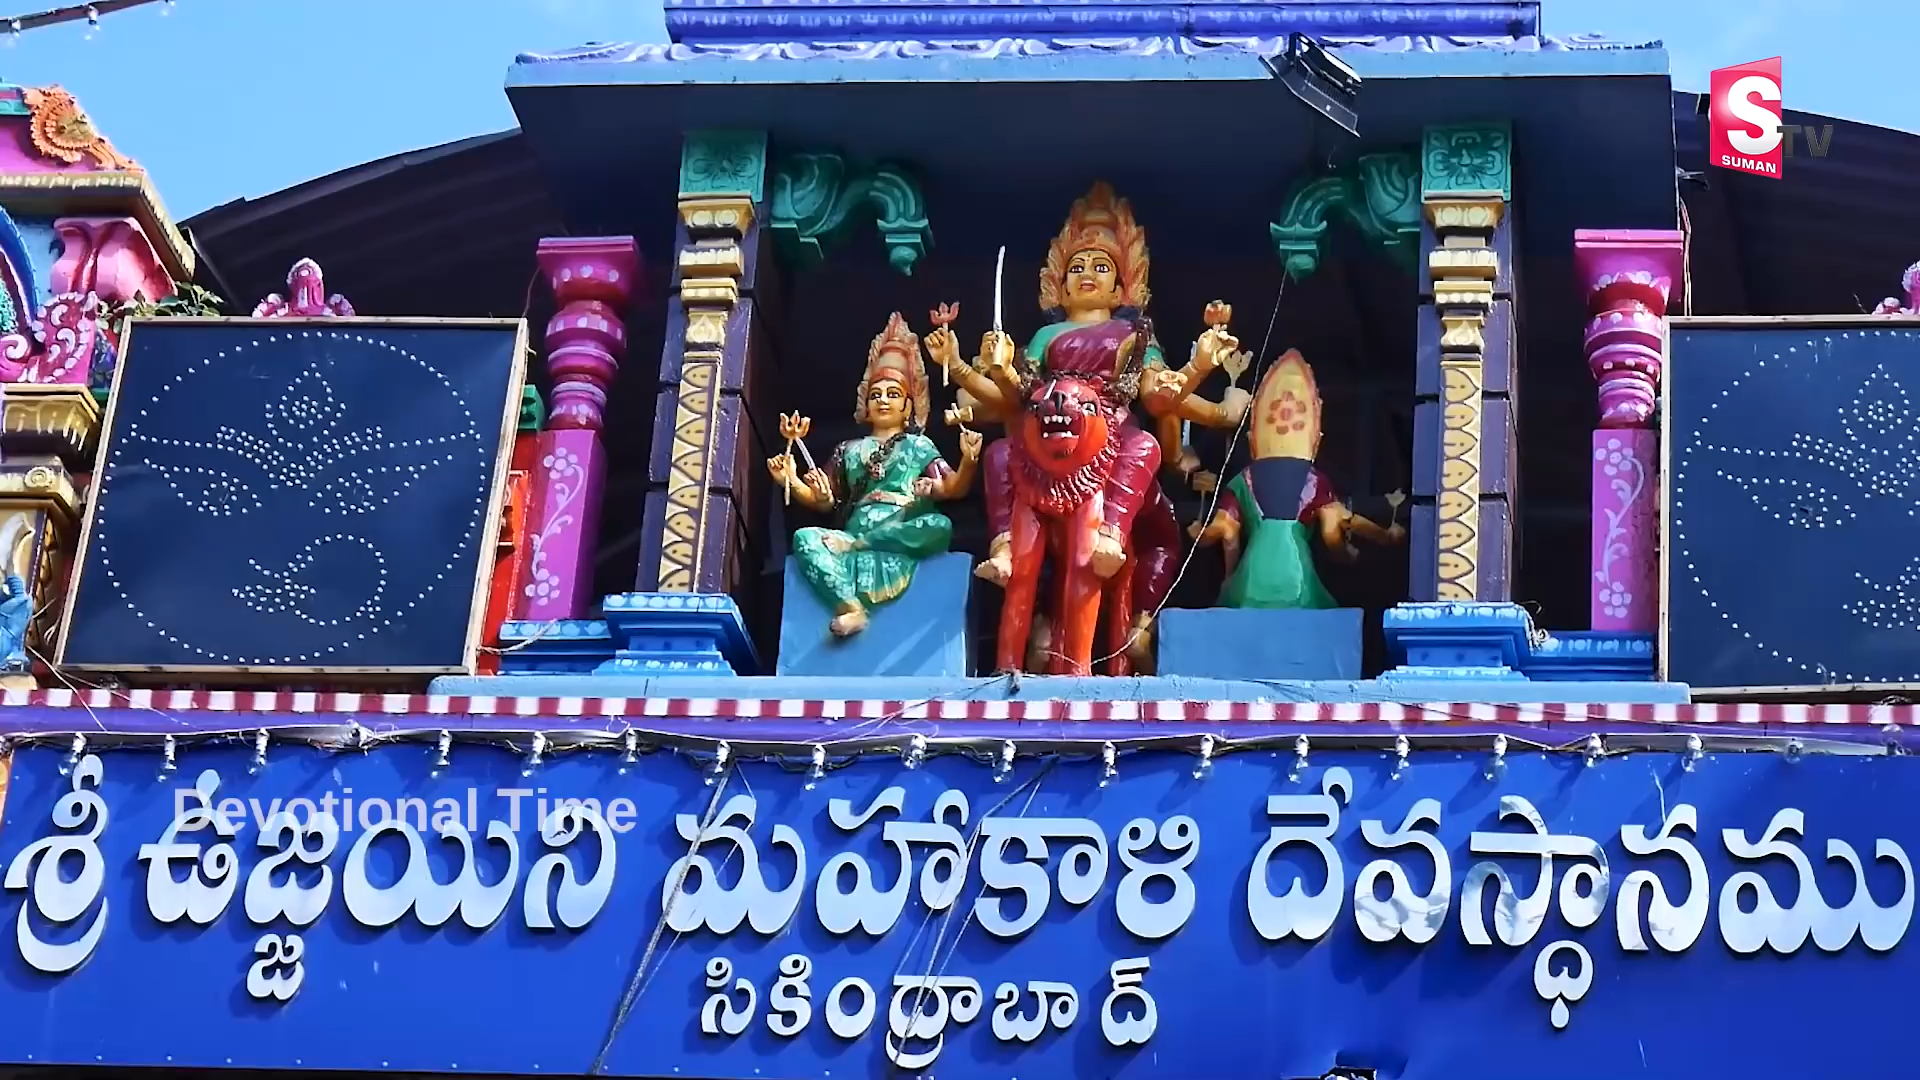 S
TV
SUMAN
Devotional Time
శ్రీ ఉజ్జయిని మహాకాళి దేవస్థానము
సికింద్రాబాద్